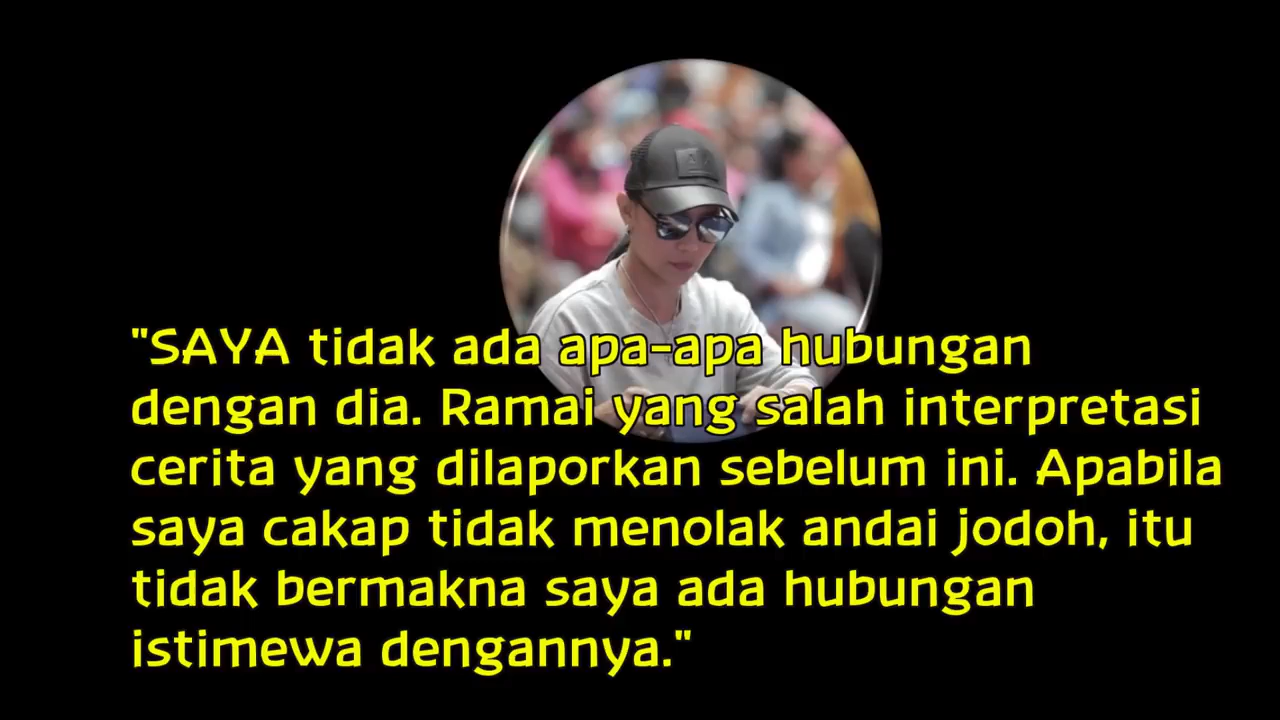 "SAYA tidak ada apa-apa hubungan
dengan dia. Ramai yang salah interpretasi
cerita yang dilaporkan sebelum ini. Apabila
saya cakap tidak menolak andai jodoh, itu
tidak bermakna saya ada hubungan
istimewa dengannya."